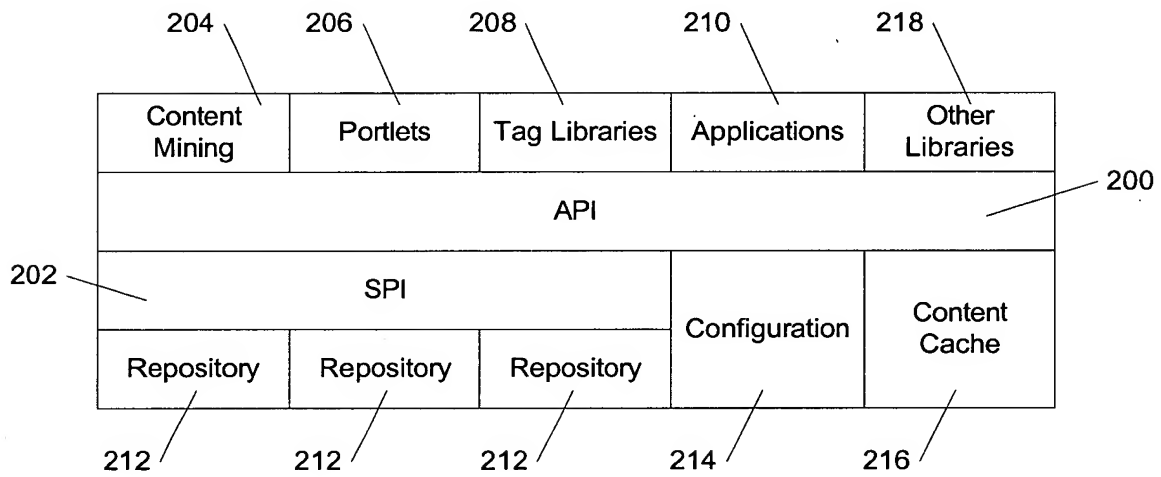 204 206 208 210 218
Content Mining Portlets Tag Libraries Applications Other Libraries
200
API
202
SPI
Configuration
Content Cache
Repository Repository Repository
212 212 212 214 216